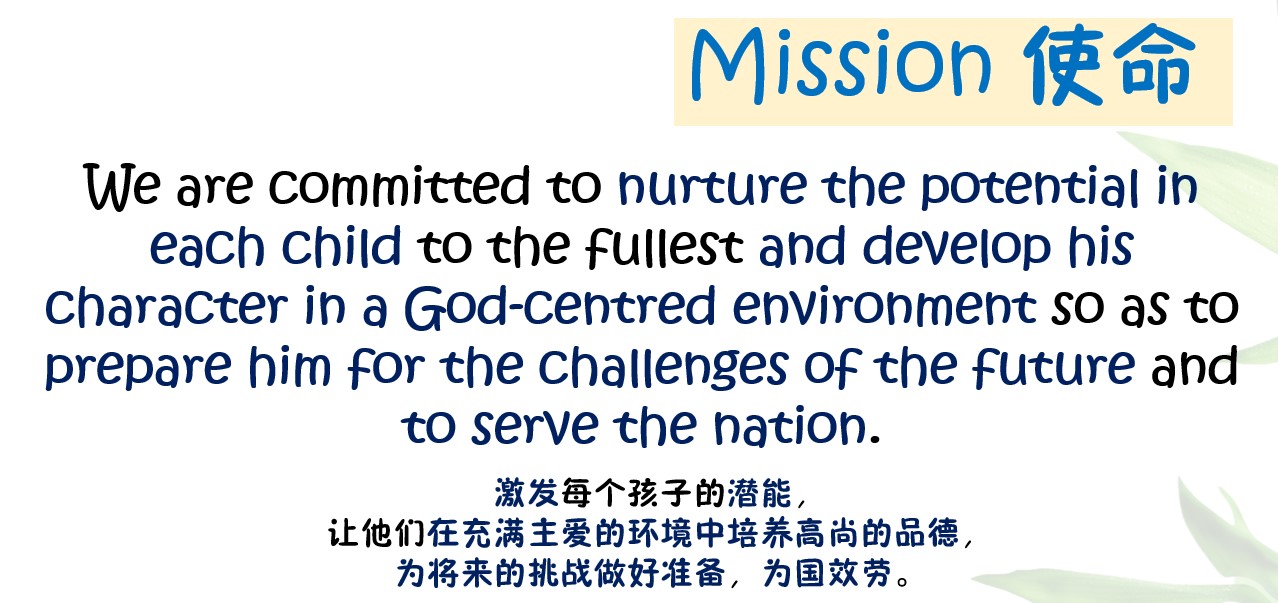 Mission 使命
We are committed to nurture the potential in
each child to the fullest and develop his
character in a God-centred environment so as to
prepare him for the challenges of the future and
to serve the nation.
激发每个孩子的潜能，
让他们在充满主爱的环境中培养高尚的品德，
为将来的挑战做好准备，为国效劳。